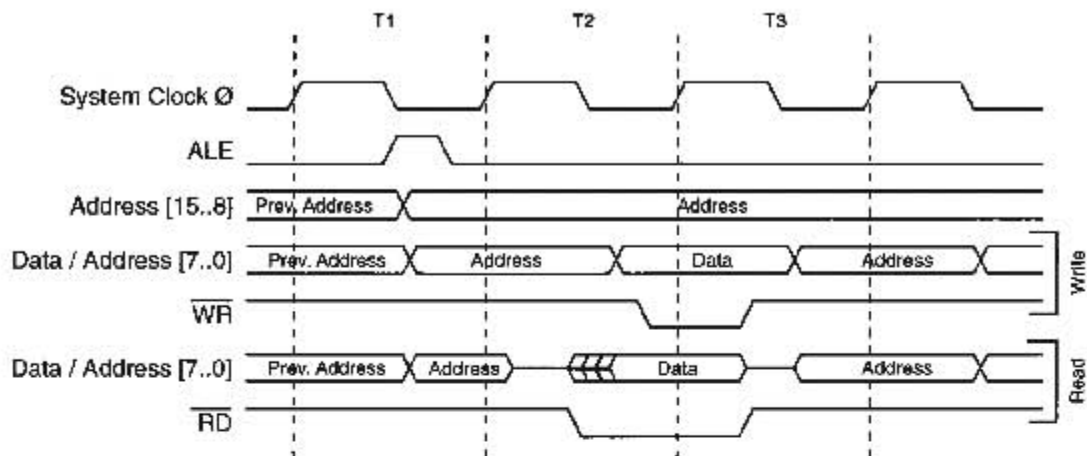 T1 T2 T3
System Clock Ø
ALE
Address [15..8] Prev. Address Address
Data / Address [7..0] Prev. Address Address Data Address
WR
Write
Data / Address [7..0] Prev. Address Address Data Address
RD
Read